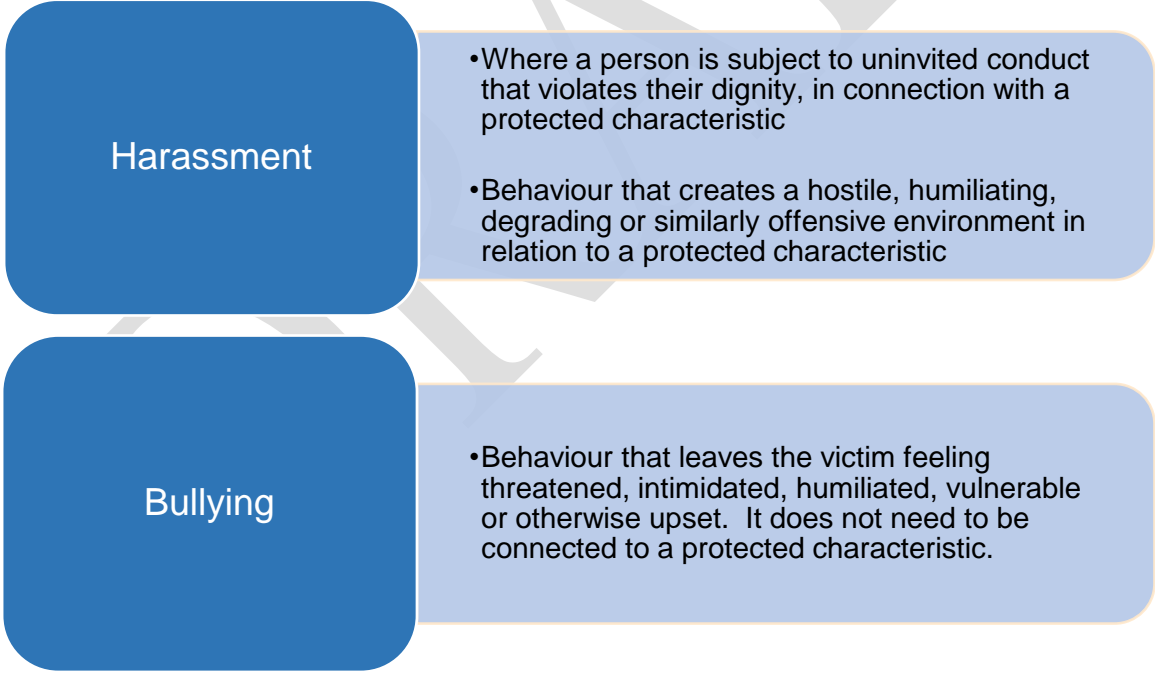 Harassment
•Where a person is subject to uninvited conduct
that violates their dignity, in connection with a
protected characteristic
•Behaviour that creates a hostile, humiliating,
degrading or similarly offensive environment in
relation to a protected characteristic
Bullying
•Behaviour that leaves the victim feeling
threatened, intimidated, humiliated, vulnerable
or otherwise upset.  It does not need to be
connected to a protected characteristic.